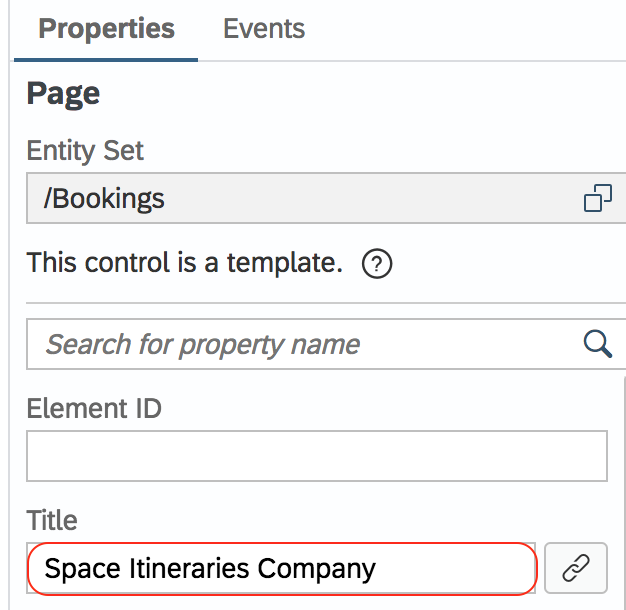 Properties Events
Page
Entity Set
/Bookings
This control is a template. ?
Search for property name
Element ID
Title
Space Itineraries Company